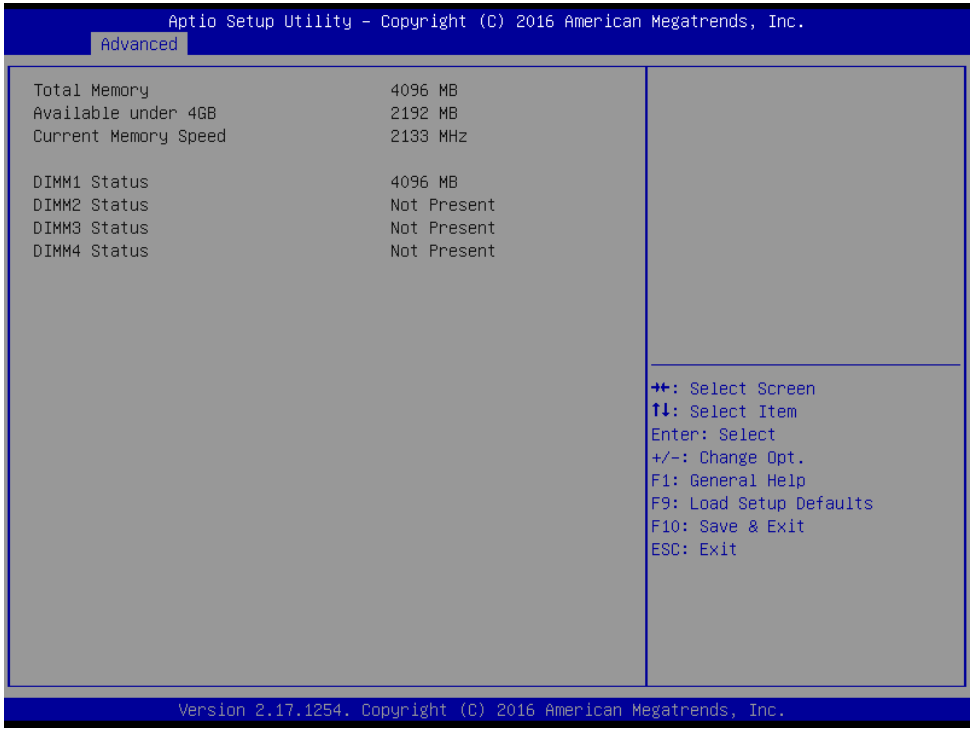 Aptio Setup Utility – Copyright (C) 2016 American Megatrends, Inc.
Advanced
Total Memory 4096 MB
Available under 4GB 2192 MB
Current Memory Speed 2133 MHz
DIMM1 Status 4096 MB
DIMM2 Status Not Present
DIMM3 Status Not Present
DIMM4 Status Not Present
→←: Select Screen
↑↓: Select Item
Enter: Select
+/-: Change Opt.
F1: General Help
F9: Load Setup Defaults
F10: Save & Exit
ESC: Exit
Version 2.17.1254. Copyright (C) 2016 American Megatrends, Inc.